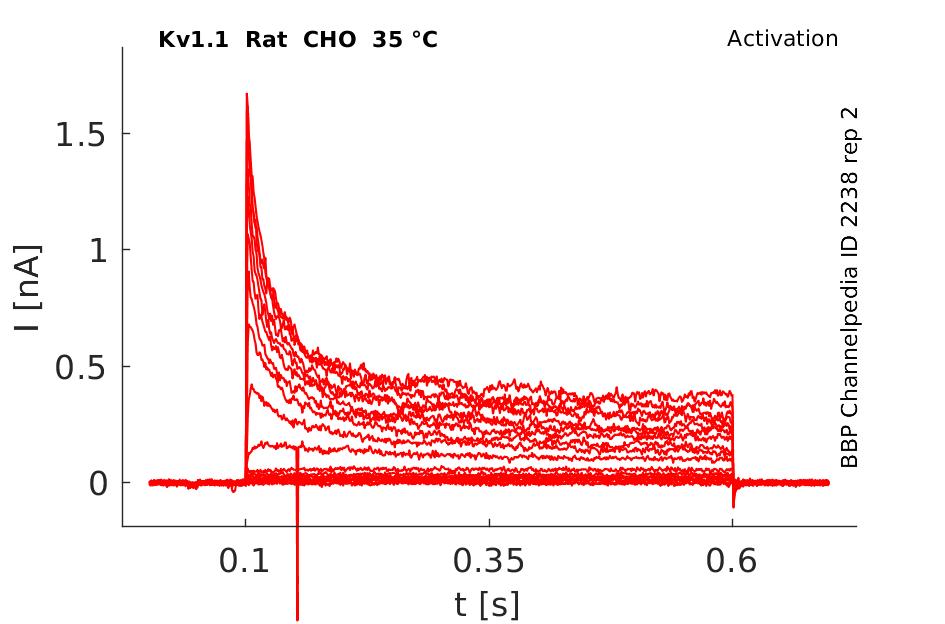 Kv1.1 Rat CHO 35 °C
Activation
1.5
1
0.5
0
I [nA]
0.1
0.35
0.6
t [s]
BBP Channelpedia ID 2238 rep 2